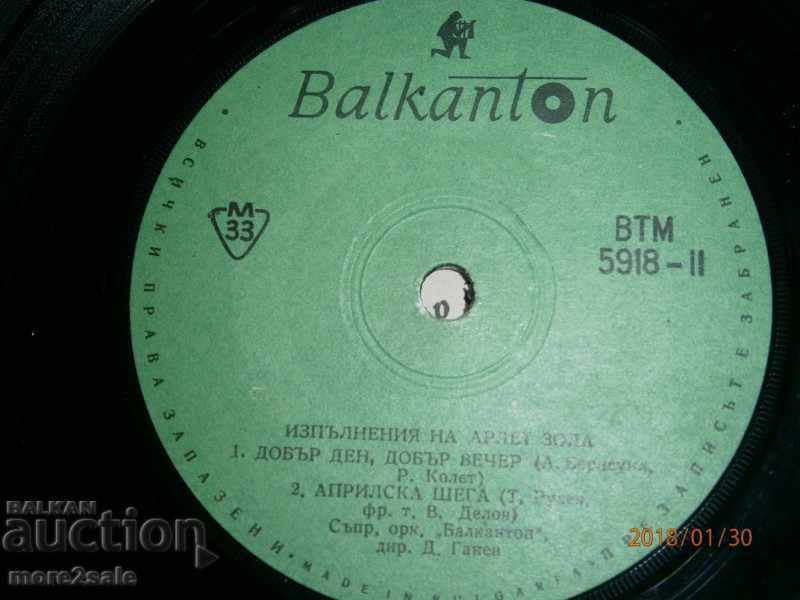 Balkanton
M
33
ВТМ
5918-II
ИЗПЪЛНЕНИЯ НА АРЛЕТ ЗОЛА
1. ДОБЪР ДЕН, ДОБЪР ВЕЧЕР (А.
Р. Колет)
2. АПРИЛСКА ШЕГА (Т. Русев,
фр. т. В. Делов)
Съпр. орк. „Балкантон",
дир. Д. Ганев
ВСИЧКИ ПРАВА ЗАПАЗЕНИ · MADE IN BULGARIA · ПРЕЗАПИСЪТ Е ЗАБРАНЕН
BALKAN
auction
more2sale
2018/01/30